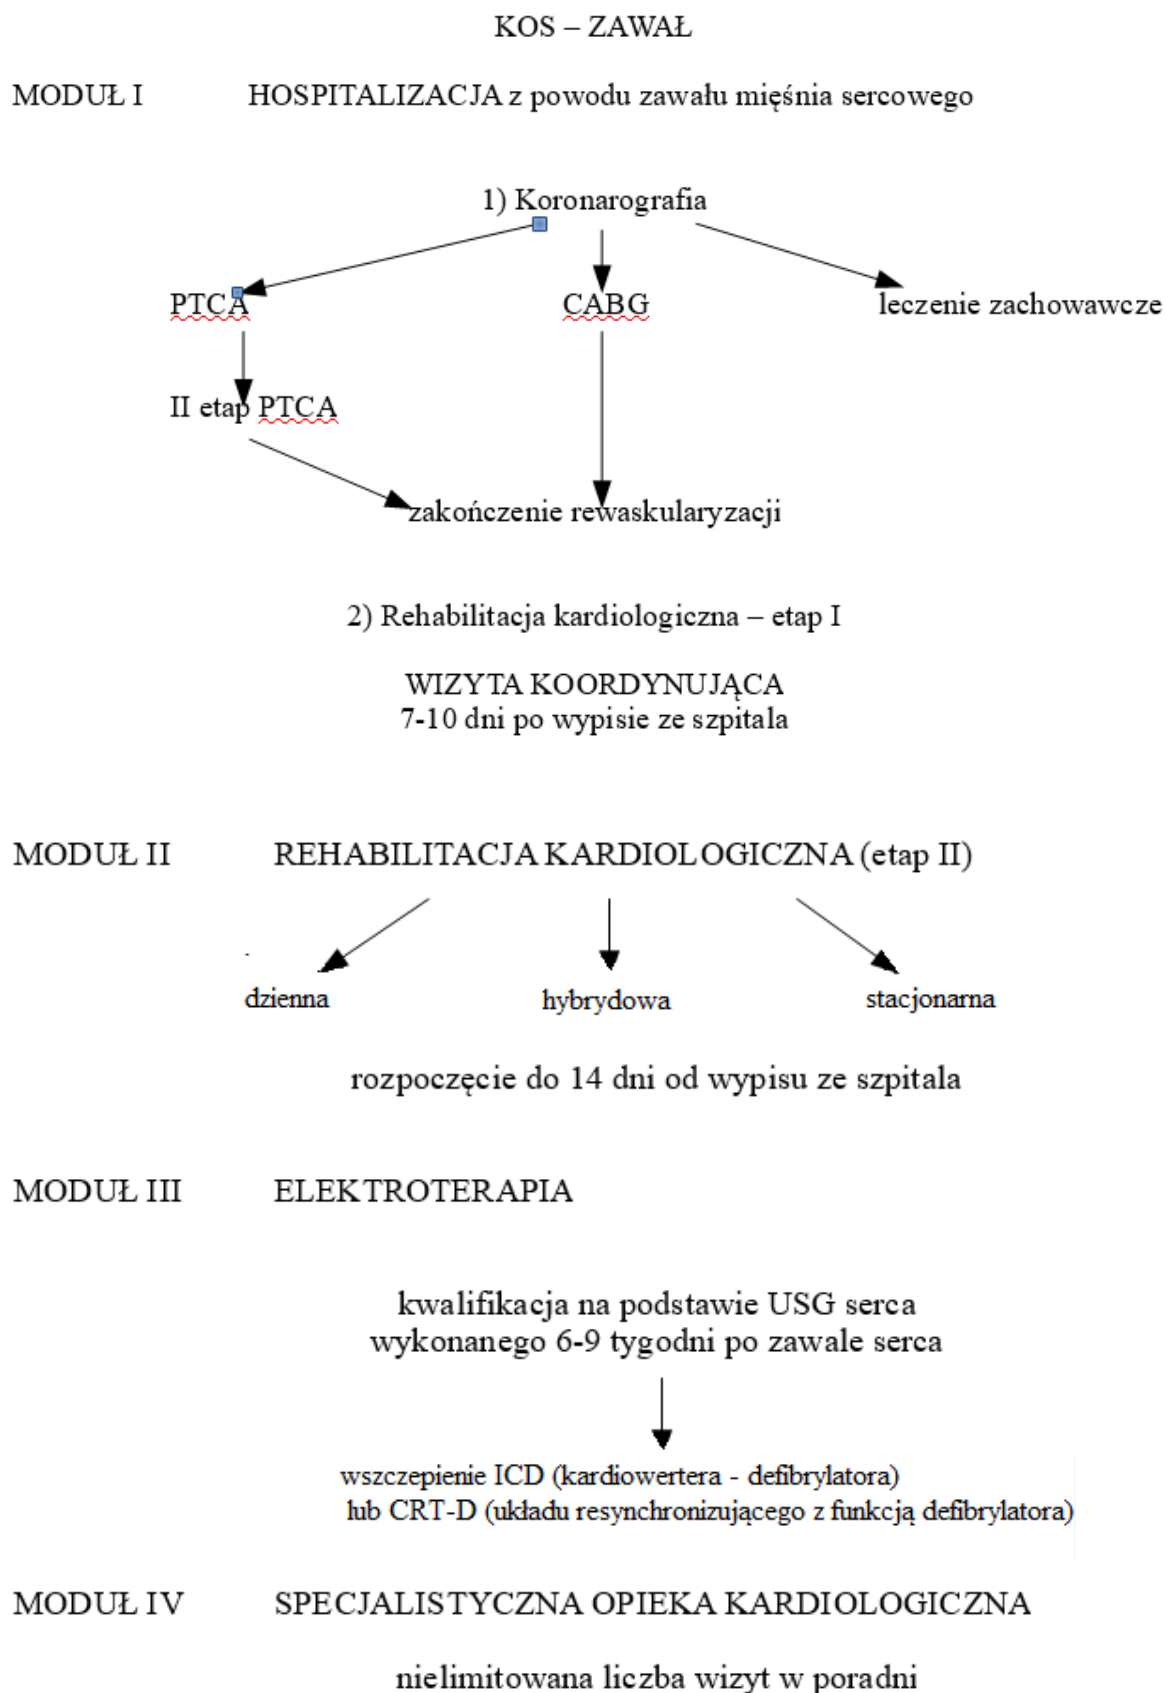 KOS – ZAWAŁ
MODUŁ I HOSPITALIZACJA z powodu zawału mięśnia sercowego
1) Koronarografia
PTCA CABG leczenie zachowawcze
II etap PTCA
zakończenie rewaskularyzacji
2) Rehabilitacja kardiologiczna – etap I
WIZYTA KOORDYNUJĄCA
7-10 dni po wypisie ze szpitala
MODUŁ II REHABILITACJA KARDIOLOGICZNA (etap II)
dzienna hybrydowa stacjonarna
rozpoczęcie do 14 dni od wypisu ze szpitala
MODUŁ III ELEKTROTERAPIA
kwalifikacja na podstawie USG serca
wykonanego 6-9 tygodni po zawale serca
wszczepienie ICD (kardiowertera - defibrylatora)
lub CRT-D (układu resynchronizującego z funkcją defibrylatora)
MODUŁ IV SPECJALISTYCZNA OPIEKA KARDIOLOGICZNA
nielimitowana liczba wizyt w poradni